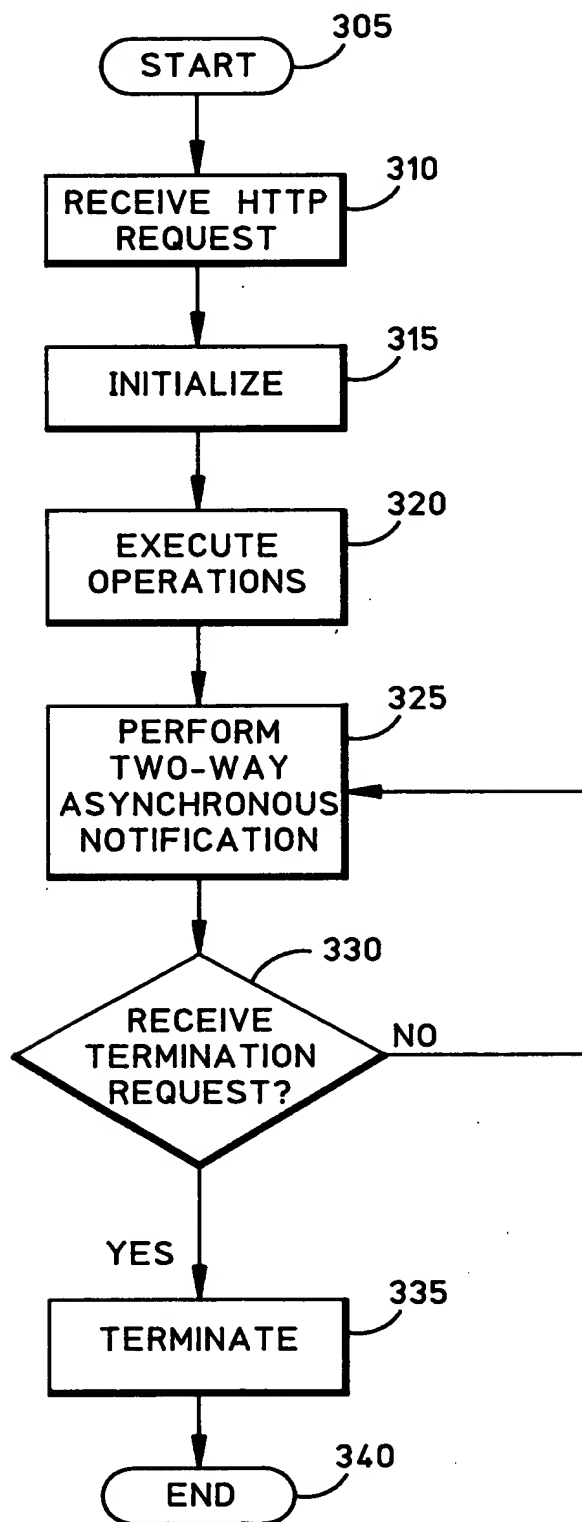 START
305
310
RECEIVE HTTP
REQUEST
315
INITIALIZE
320
EXECUTE
OPERATIONS
325
PERFORM
TWO-WAY
ASYNCHRONOUS
NOTIFICATION
330
RECEIVE
TERMINATION
REQUEST?
NO
YES
335
TERMINATE
340
END